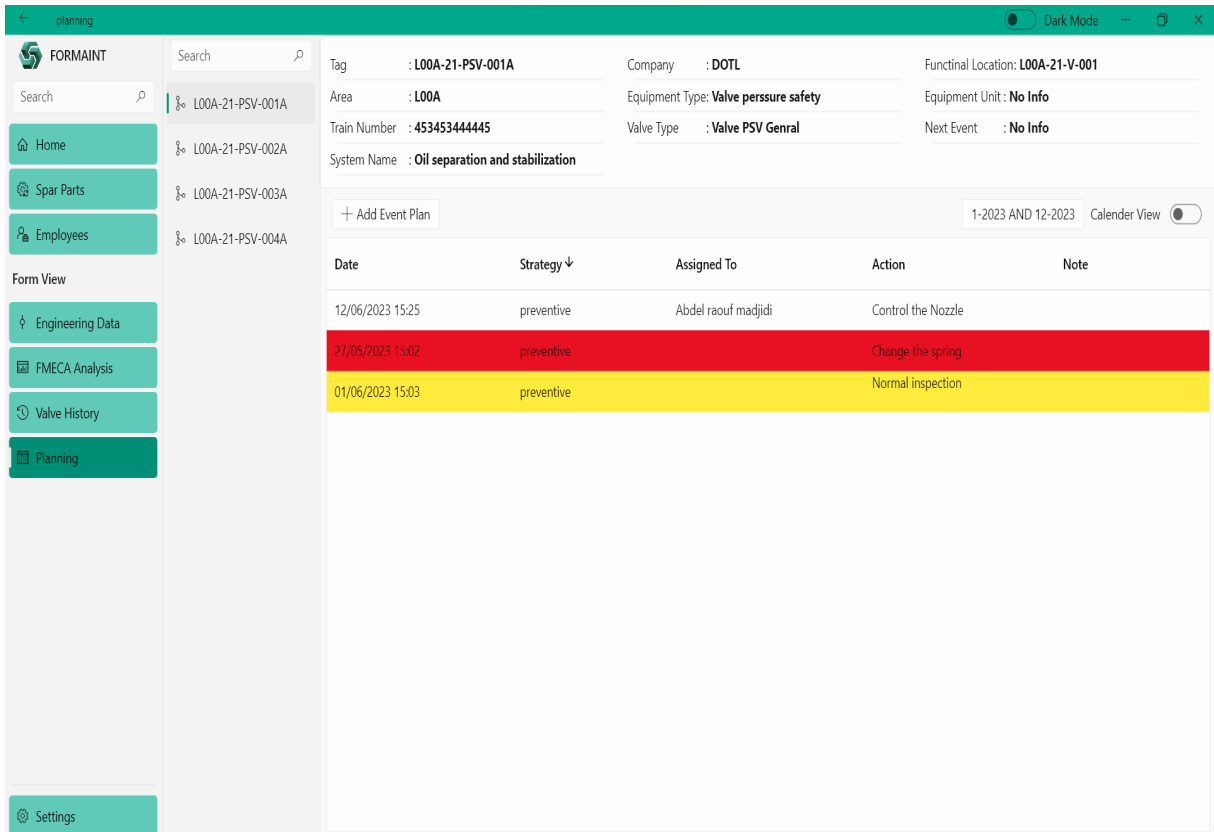 planning
Dark Mode
FORMAINT
Search
Home
Spar Parts
Employees
Form View
Engineering Data
FMECA Analysis
Valve History
Planning
Settings
Search
L00A-21-PSV-001A
L00A-21-PSV-002A
L00A-21-PSV-003A
L00A-21-PSV-004A
Tag : L00A-21-PSV-001A Company : DOTL Functinal Location: L00A-21-V-001
Area : L00A Equipment Type: Valve perssure safety Equipment Unit : No Info
Train Number : 453453444445 Valve Type : Valve PSV Genral Next Event : No Info
System Name : Oil separation and stabilization
+ Add Event Plan 1-2023 AND 12-2023 Calender View
Date Strategy Assigned To Action Note
12/06/2023 15:25 preventive Abdel raouf madjidi Control the Nozzle
27/05/2023 15:02 preventive Change the spring
01/06/2023 15:03 preventive Normal inspection